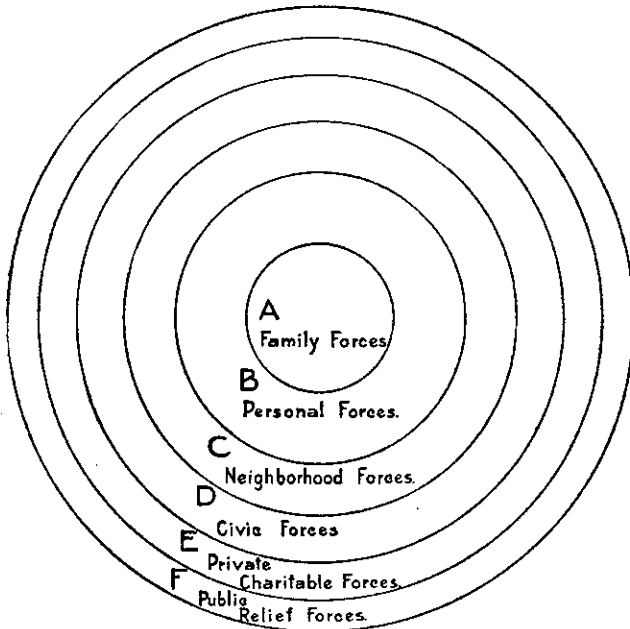 A
Family Forces
B
Personal Forces.
C
Neighborhood Forces.
D
Civic Forces
E
Private
Charitable Forces.
F
Public
Relief Forces.